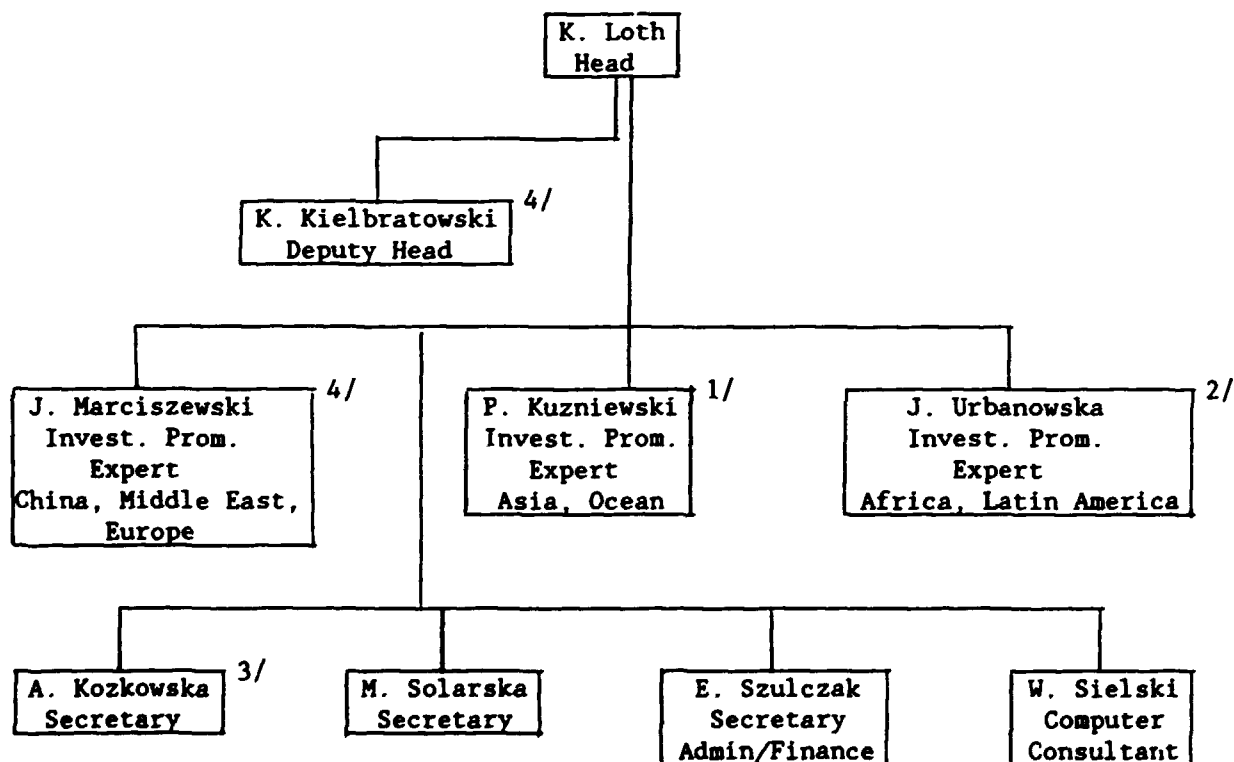 K. Loth
Head
4/
K. Kielbratowski
Deputy Head
4/
J. Marciszewski
Invest. Prom.
Expert
China, Middle East,
Europe
1/
P. Kuzniewski
Invest. Prom.
Expert
Asia, Ocean
2/
J. Urbanowska
Invest. Prom.
Expert
Africa, Latin America
3/
A. Kozkowska
Secretary
M. Solarska
Secretary
E. Szulczak
Secretary
Admin/Finance
W. Sielski
Computer
Consultant